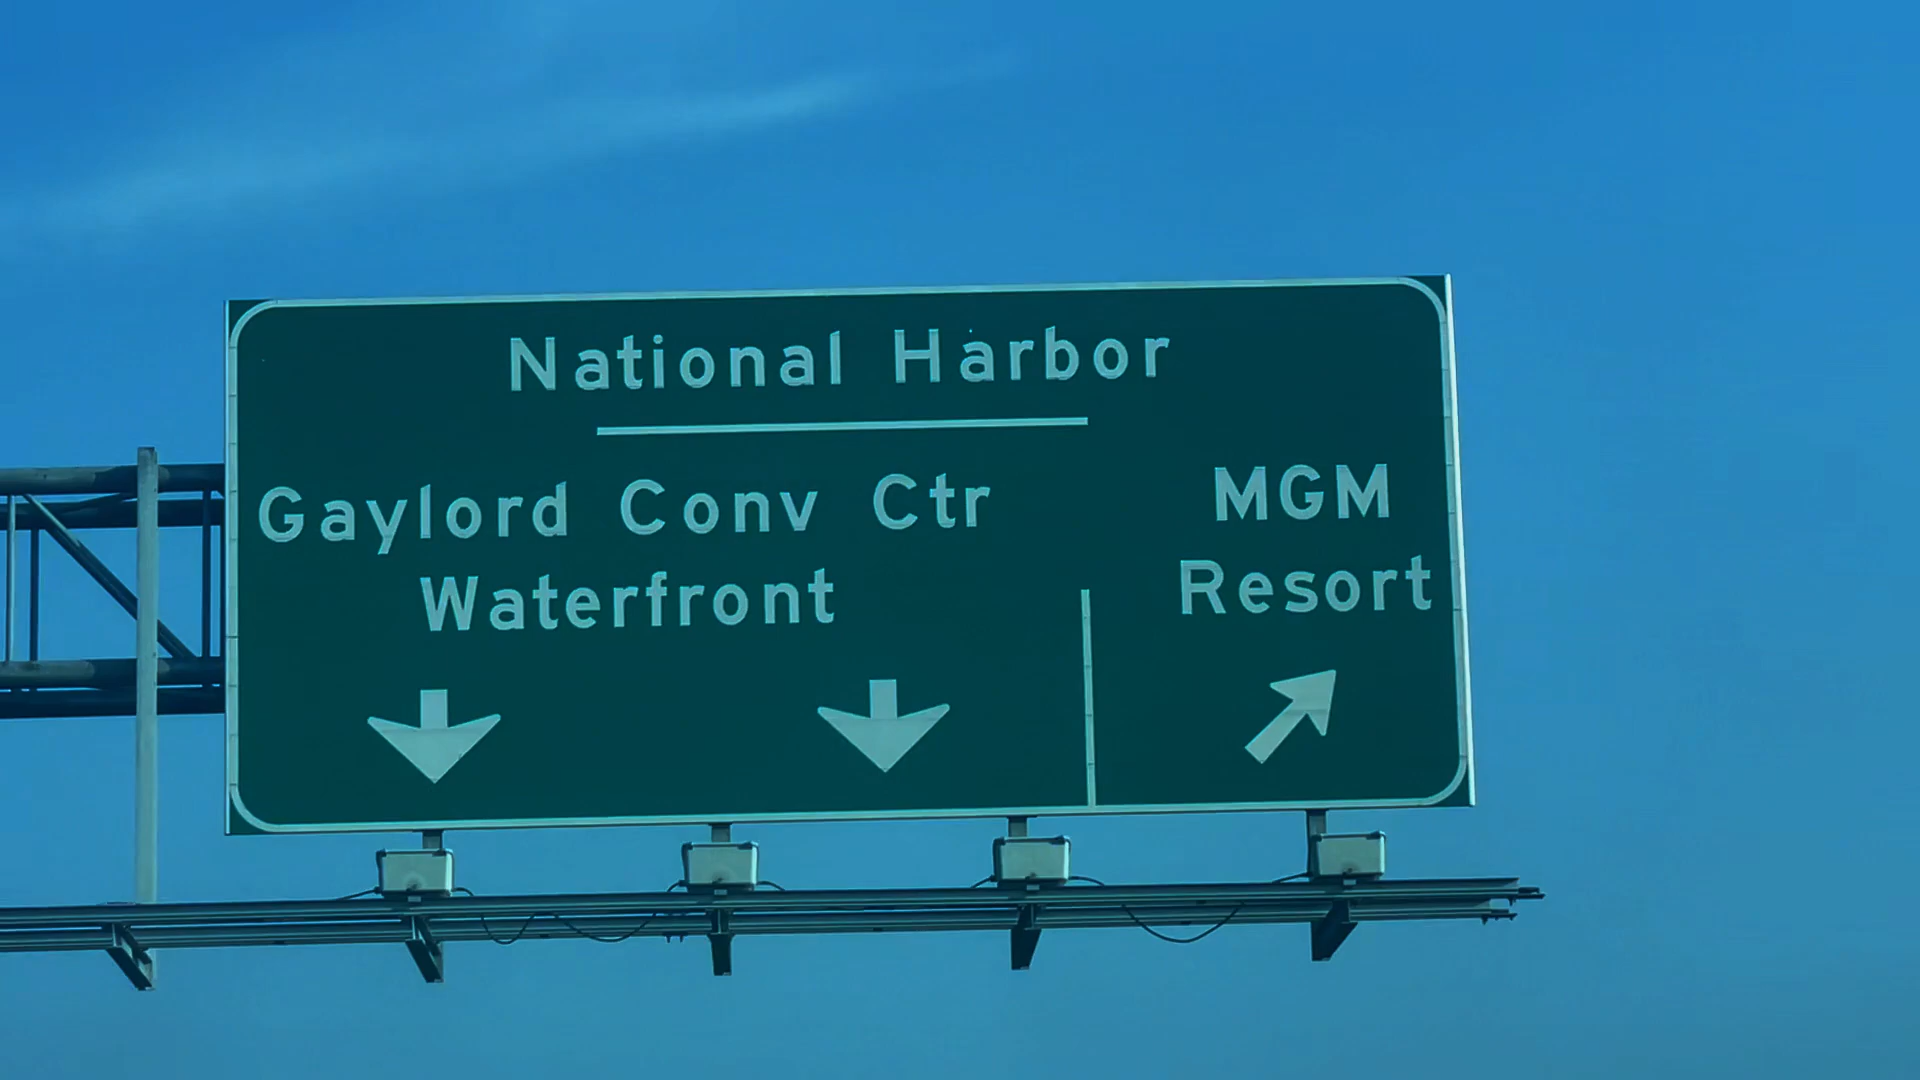 National Harbor
Gaylord Conv Ctr
Waterfront
MGM
Resort